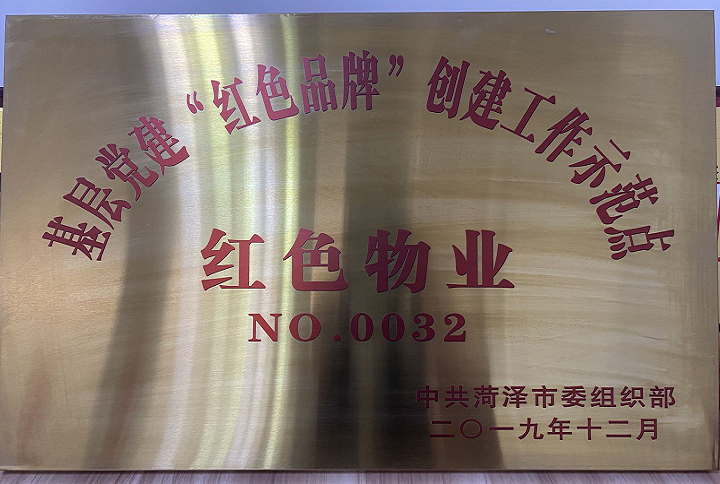 基层党建“红色品牌”创建工作示范点
红色物业
NO.0032
中共菏泽市委组织部
二〇一九年十二月